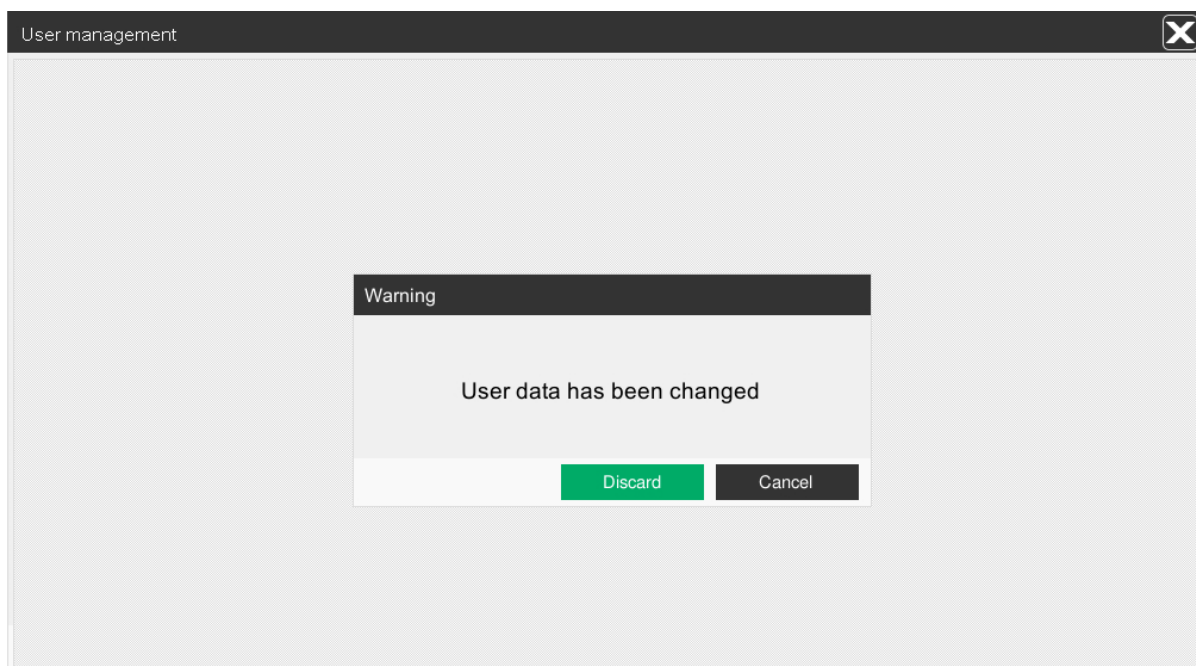 User management
Warning
User data has been changed
Discard
Cancel